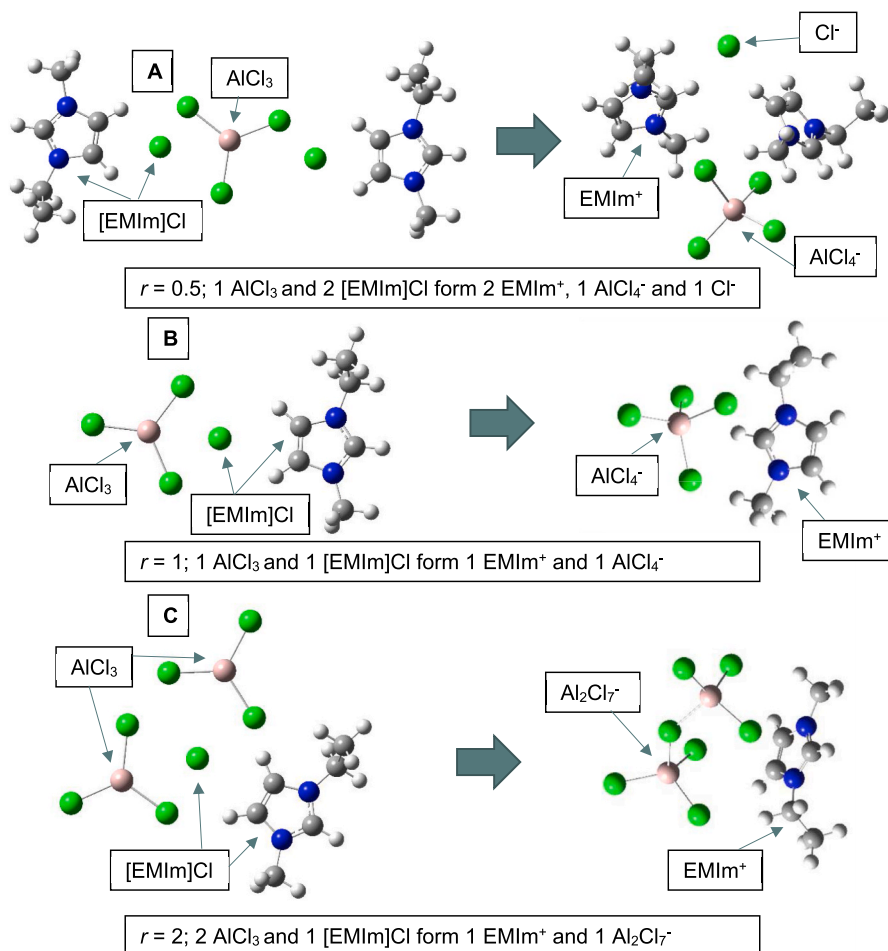 A
AlCl₃
[EMIm]Cl
Cl⁻
EMIm⁺
AlCl₄⁻
r = 0.5; 1 AlCl₃ and 2 [EMIm]Cl form 2 EMIm⁺, 1 AlCl₄⁻ and 1 Cl⁻
B
AlCl₃
[EMIm]Cl
AlCl₄⁻
EMIm⁺
r = 1; 1 AlCl₃ and 1 [EMIm]Cl form 1 EMIm⁺ and 1 AlCl₄⁻
C
AlCl₃
[EMIm]Cl
Al₂Cl₇⁻
EMIm⁺
r = 2; 2 AlCl₃ and 1 [EMIm]Cl form 1 EMIm⁺ and 1 Al₂Cl₇⁻